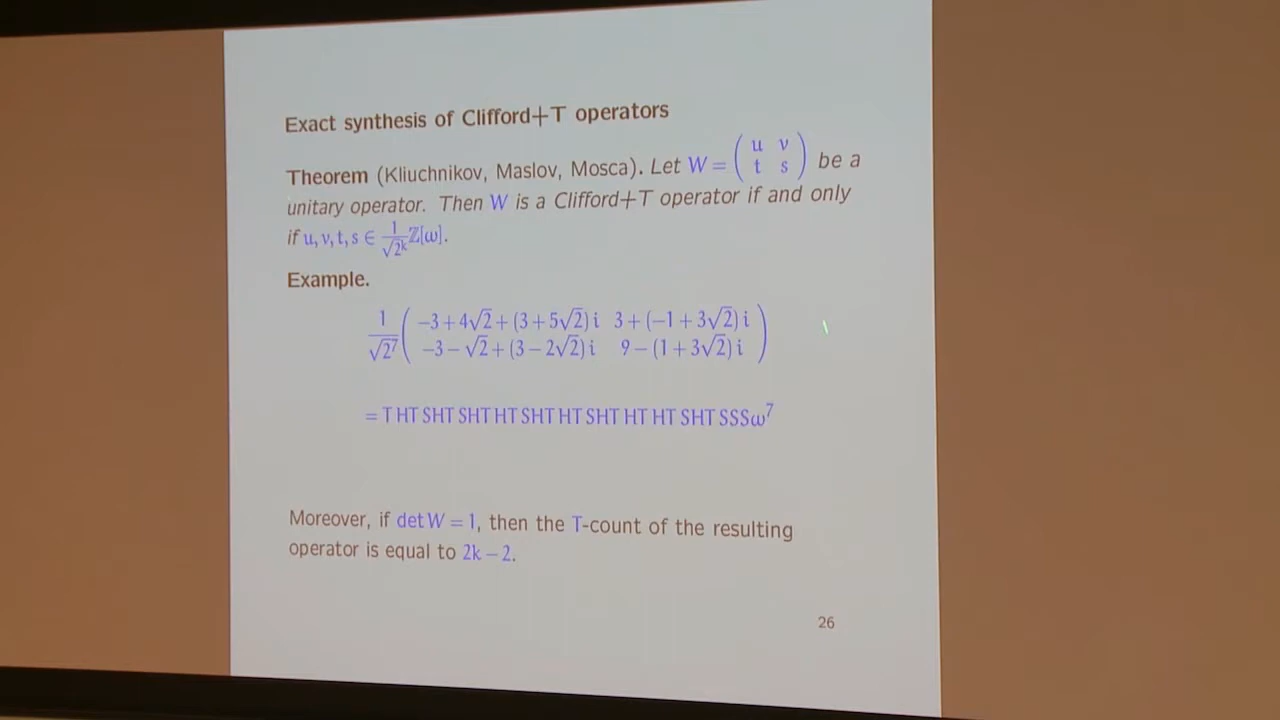 Exact synthesis of Clifford+T operators
Theorem (Kliuchnikov, Maslov, Mosca). Let W = ( u v
t s ) be a
unitary operator. Then W is a Clifford+T operator if and only
if u, v, t, s ∈ 1/√2^k ℤ[ω].
Example.
1/√2^7 ( −3 + 4√2 + (3 + 5√2) i 3 + (−1 + 3√2) i
−3 − √2 + (3 − 2√2) i 9 − (1 + 3√2) i )
= T HT SHT SHT HT SHT HT SHT HT HT SHT SSSω^7
Moreover, if det W = 1, then the T-count of the resulting
operator is equal to 2k − 2.
26